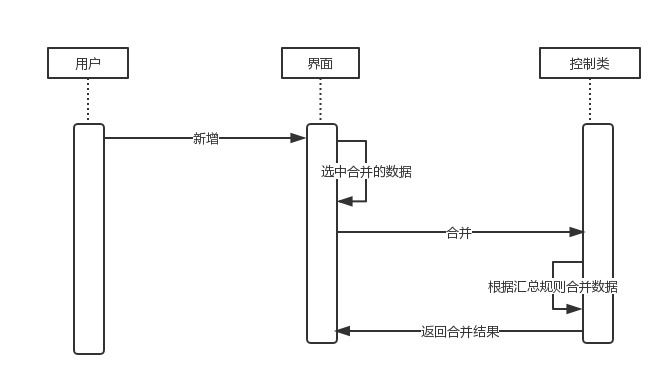 用户
界面
控制类
新增
选中合并的数据
合并
根据汇总规则合并数据
返回合并结果